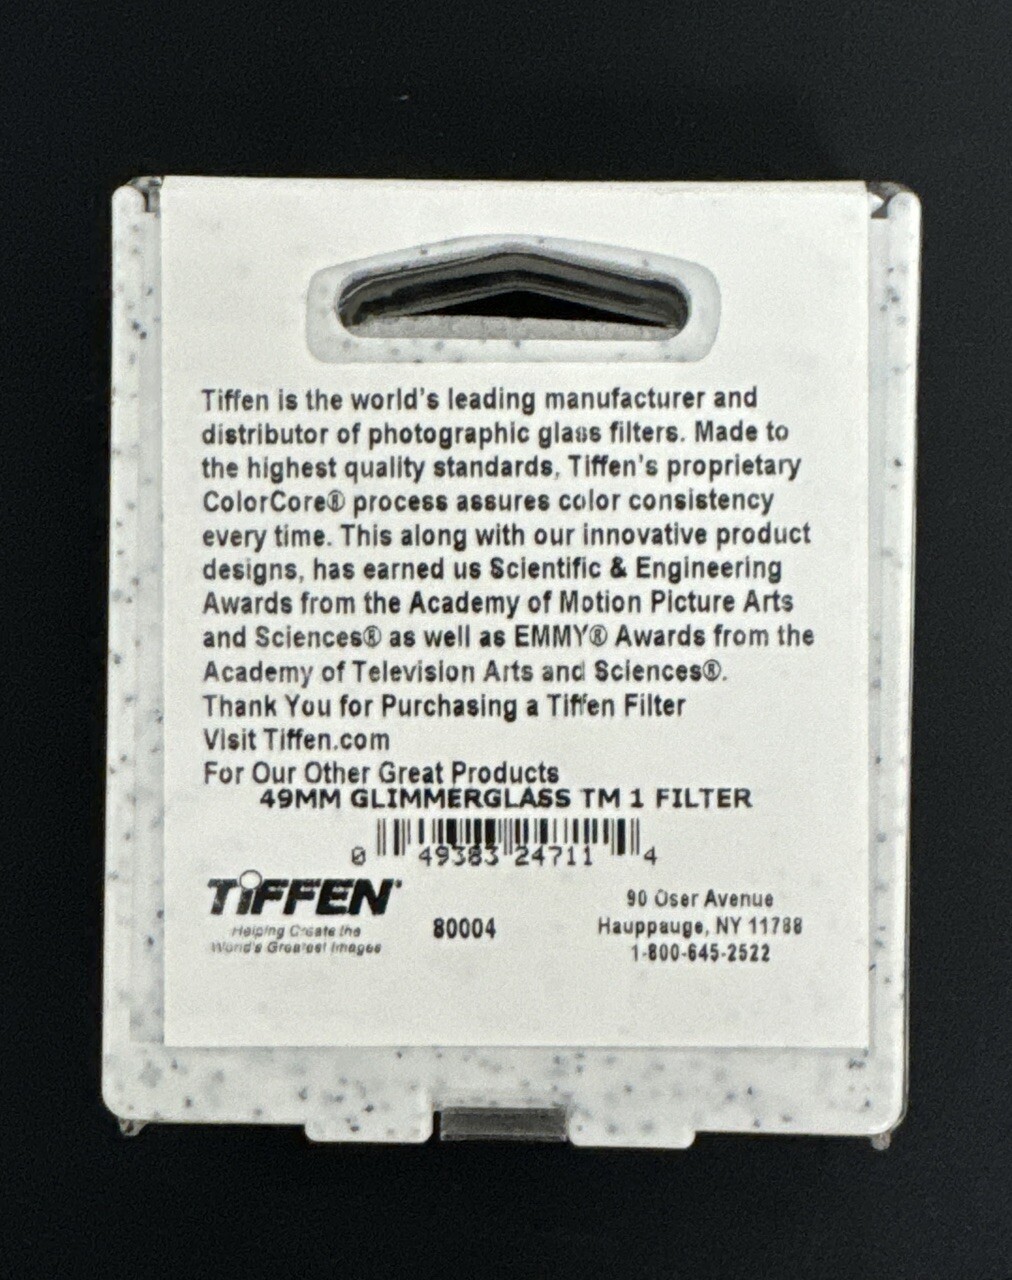 Tiffen is the world's leading manufacturer and
distributor of photographic glass filters. Made to
the highest quality standards, Tiffen's proprietary
ColorCore® process assures color consistency
every time. This along with our innovative product
designs, has earned us Scientific & Engineering
Awards from the Academy of Motion Picture Arts
and Sciences® as well as EMMY® Awards from the
Academy of Television Arts and Sciences®.
Thank You for Purchasing a Tiffen Filter
Visit Tiffen.com
For Our Other Great Products
49MM GLIMMERGLASS TM 1 FILTER
0 49383 24711 4
TIFFEN
Helping Create the
World's Greatest Images
80004
90 Oser Avenue
Hauppauge, NY 11788
1-800-645-2522